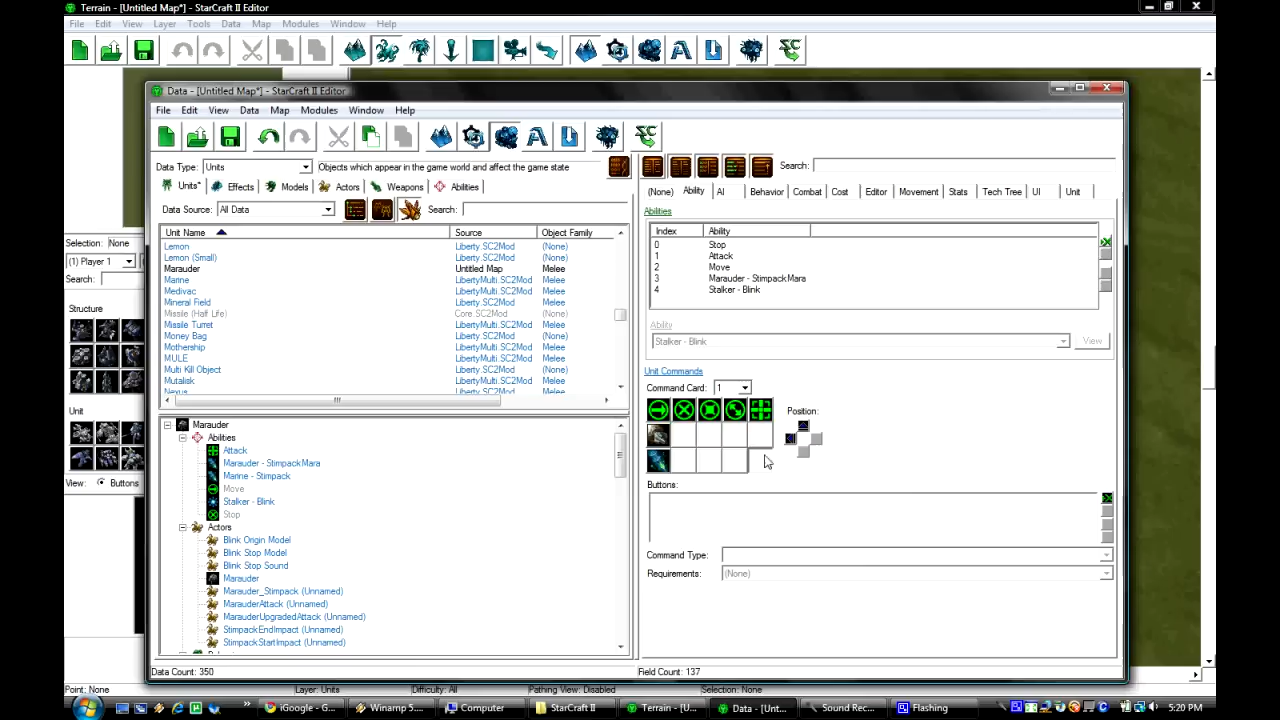 Terrain - [Untitled Map*] - StarCraft II Editor
File Edit View Layer Tools Data Map Modules Window Help
Data - [Untitled Map*] - StarCraft II Editor
File Edit View Data Map Modules Window Help
Data Type: Units Objects which appear in the game world and affect the game state
Units* Effects Models Actors Weapons Abilities
Data Source: All Data Search:
Unit Name Source Object Family
Lemon Liberty.SC2Mod (None)
Lemon (Small) Liberty.SC2Mod (None)
Marauder Untitled Map Melee
Marine LibertyMulti.SC2Mod Melee
Medivac LibertyMulti.SC2Mod Melee
Mineral Field Liberty.SC2Mod Melee
Missile (Half Life) Core.SC2Mod (None)
Missile Turret LibertyMulti.SC2Mod Melee
Money Bag LibertyMulti.SC2Mod (None)
Mothership LibertyMulti.SC2Mod Melee
MULE LibertyMulti.SC2Mod Melee
Multi Kill Object LibertyMulti.SC2Mod (None)
Mutalisk LibertyMulti.SC2Mod Melee
Nexus LibertyMulti.SC2Mod Melee
Marauder
Abilities
Attack
Marauder - StimpackMara
Marine - Stimpack
Move
Stalker - Blink
Stop
Actors
Blink Origin Model
Blink Stop Model
Blink Stop Sound
Marauder
Marauder_Stimpack (Unnamed)
MarauderAttack (Unnamed)
MarauderUpgradedAttack (Unnamed)
StimpackEndImpact (Unnamed)
StimpackStartImpact (Unnamed)
Data Count: 350
Search:
(None) Ability AI Behavior Combat Cost Editor Movement Stats Tech Tree UI Unit
Abilities
Index Ability
0 Stop
1 Attack
2 Move
3 Marauder - StimpackMara
4 Stalker - Blink
Ability
Stalker - Blink View
Unit Commands
Command Card: 1
Position:
Buttons:
Command Type:
Requirements: (None)
Field Count: 137
Selection: None
(1) Player 1
Search:
Structure
Unit
View: Buttons
Point: None Layer: Units Difficulty: All Pathing View: Disabled Selection: None
iGoogle - G... Winamp 5.... Computer StarCraft II Terrain - [U... Data - [Unt... Sound Rec... Flashing 5:20 PM